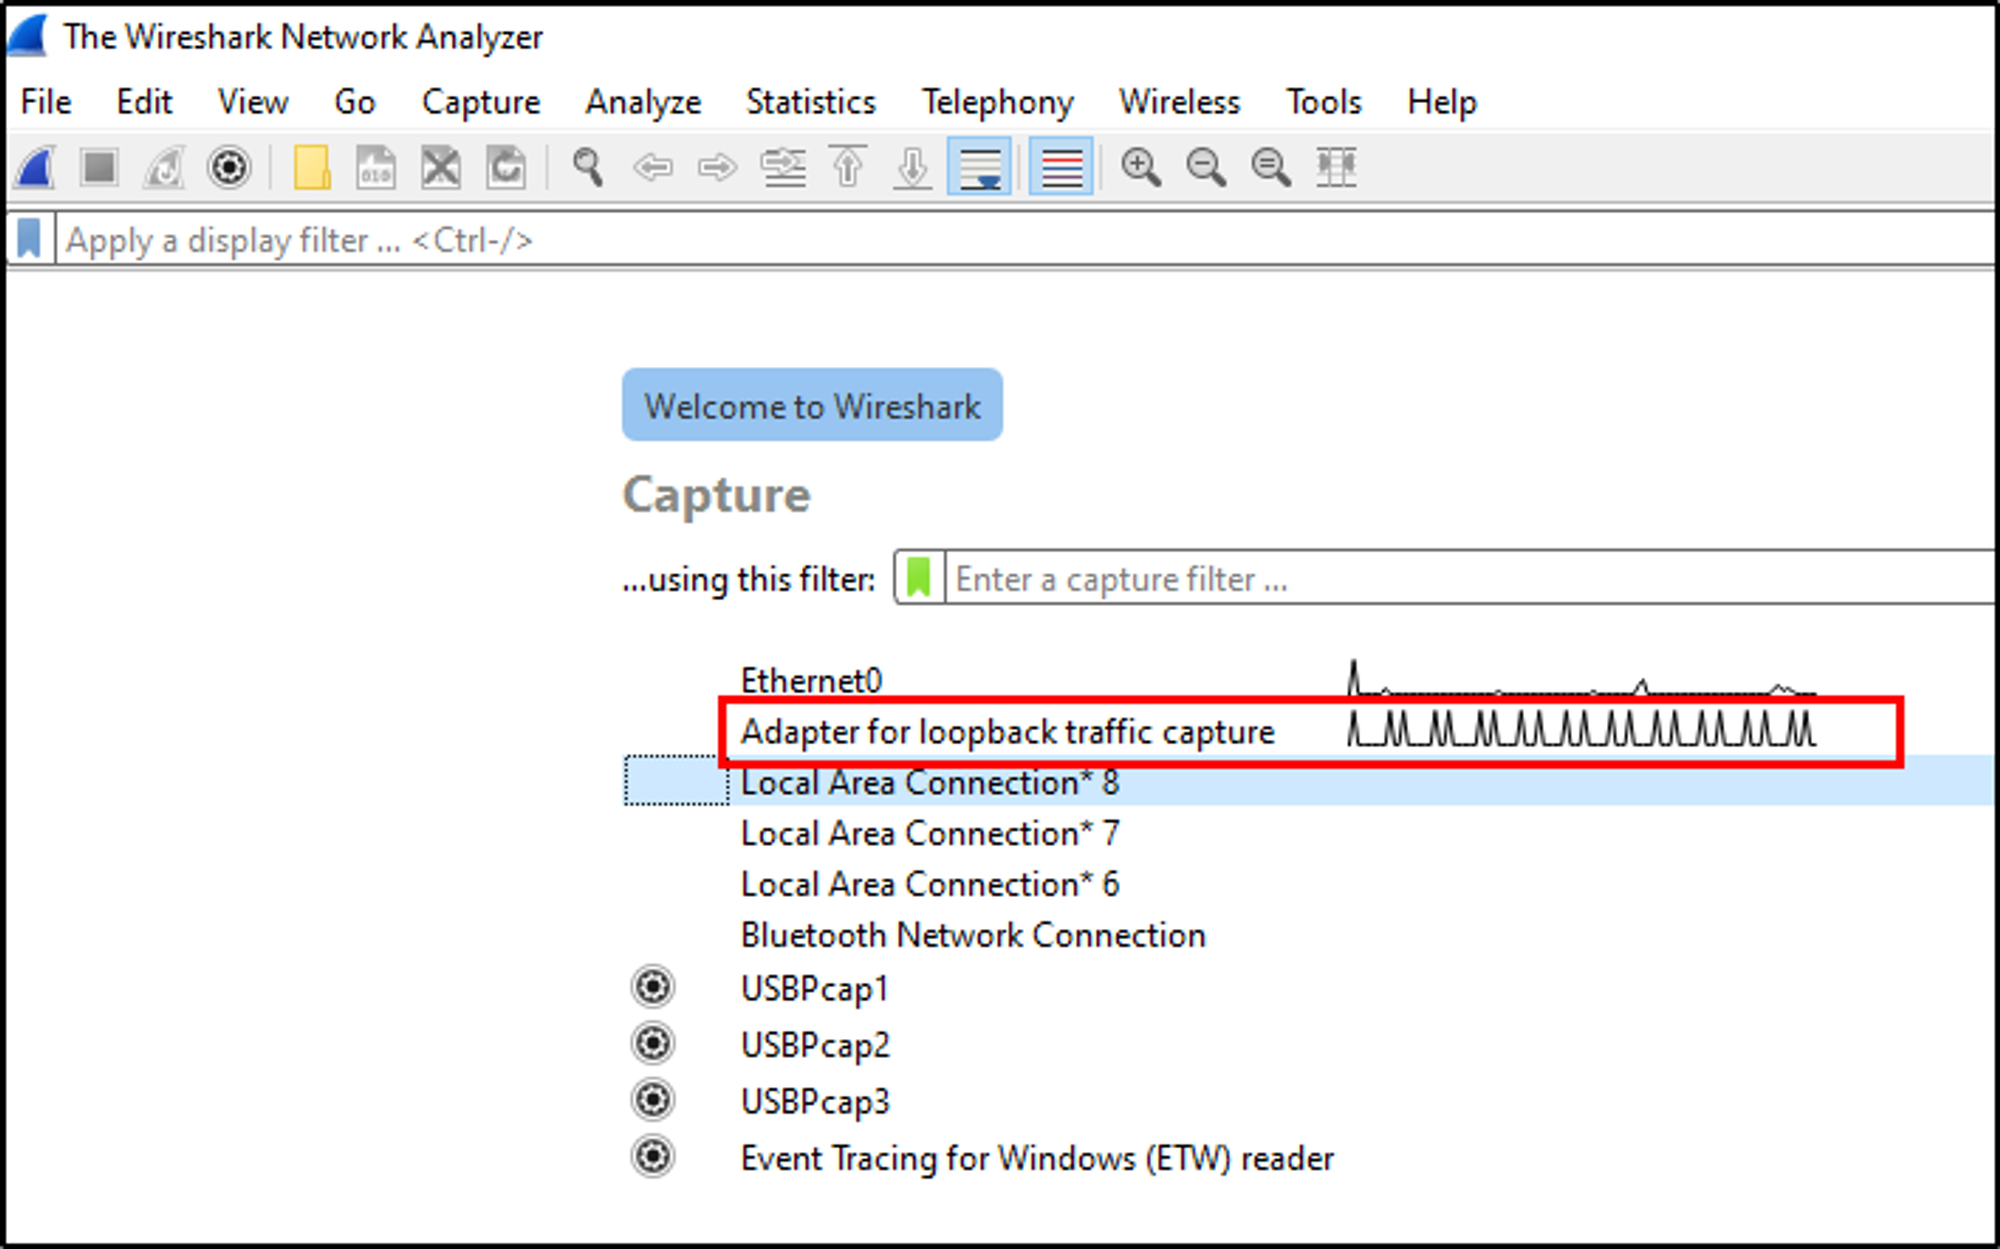 The Wireshark Network Analyzer
File Edit View Go Capture Analyze Statistics Telephony Wireless Tools Help
Apply a display filter ... <Ctrl-/>
Welcome to Wireshark
Capture
...using this filter: Enter a capture filter ...
Ethernet0
Adapter for loopback traffic capture
Local Area Connection* 8
Local Area Connection* 7
Local Area Connection* 6
Bluetooth Network Connection
USBPcap1
USBPcap2
USBPcap3
Event Tracing for Windows (ETW) reader